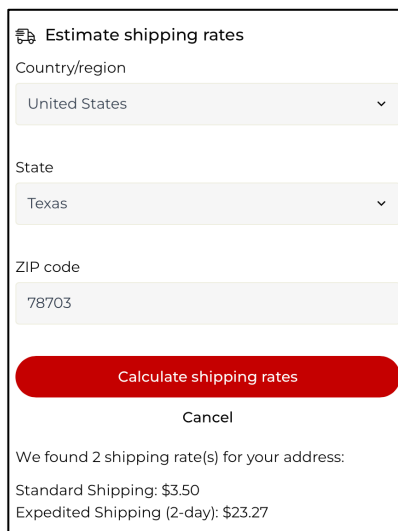 Estimate shipping rates
Country/region
United States
State
Texas
ZIP code
78703
Calculate shipping rates
Cancel
We found 2 shipping rate(s) for your address:
Standard Shipping: $3.50
Expedited Shipping (2-day): $23.27